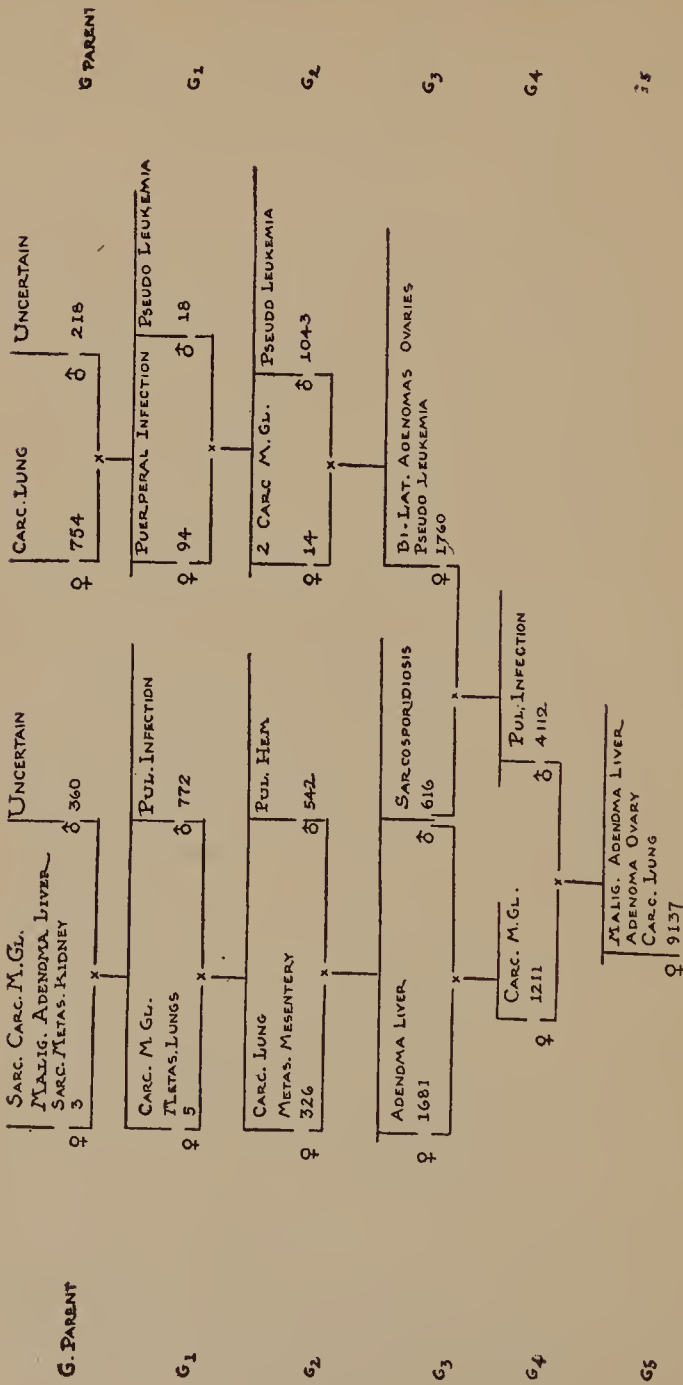 G. PARENT
SARC. CARC. M. GL.
MALIG. ADENDMA LIVER
SARC. METAS. KIDNEY
♀ 3
UNCERTAIN
♂ 360
x
CARC. LUNG
♀ 754
UNCERTAIN
♂ 218
x
G PARENT
G1
CARC. M. GL.
METAS. LUNGS
♀ 5
PUL. INFECTION
♂ 772
x
PUERPERAL INFECTION
♀ 94
PSEUDO LEUKEMIA
♂ 18
x
G1
G2
CARC. LUNG
METAS. MESENTERY
♀ 326
PUL. HEM
♂ 542
x
2 CARC M. GL.
♀ 14
PSEUDO LEUKEMIA
♂ 1043
x
G2
G3
ADENDMA LIVER
♀ 1681
SARCOSPORIDIOSIS
♂ 616
x
BI-LAT. ADENOMAS OVARIES
PSEUDO LEUKEMIA
♀ 1760
x
G3
G4
CARC. M. GL.
♀ 1211
PUL. INFECTION
♂ 4112
x
G4
G5
MALIG. ADENDMA LIVER
ADENOMA OVARY
CARC. LUNG
♀ 9137